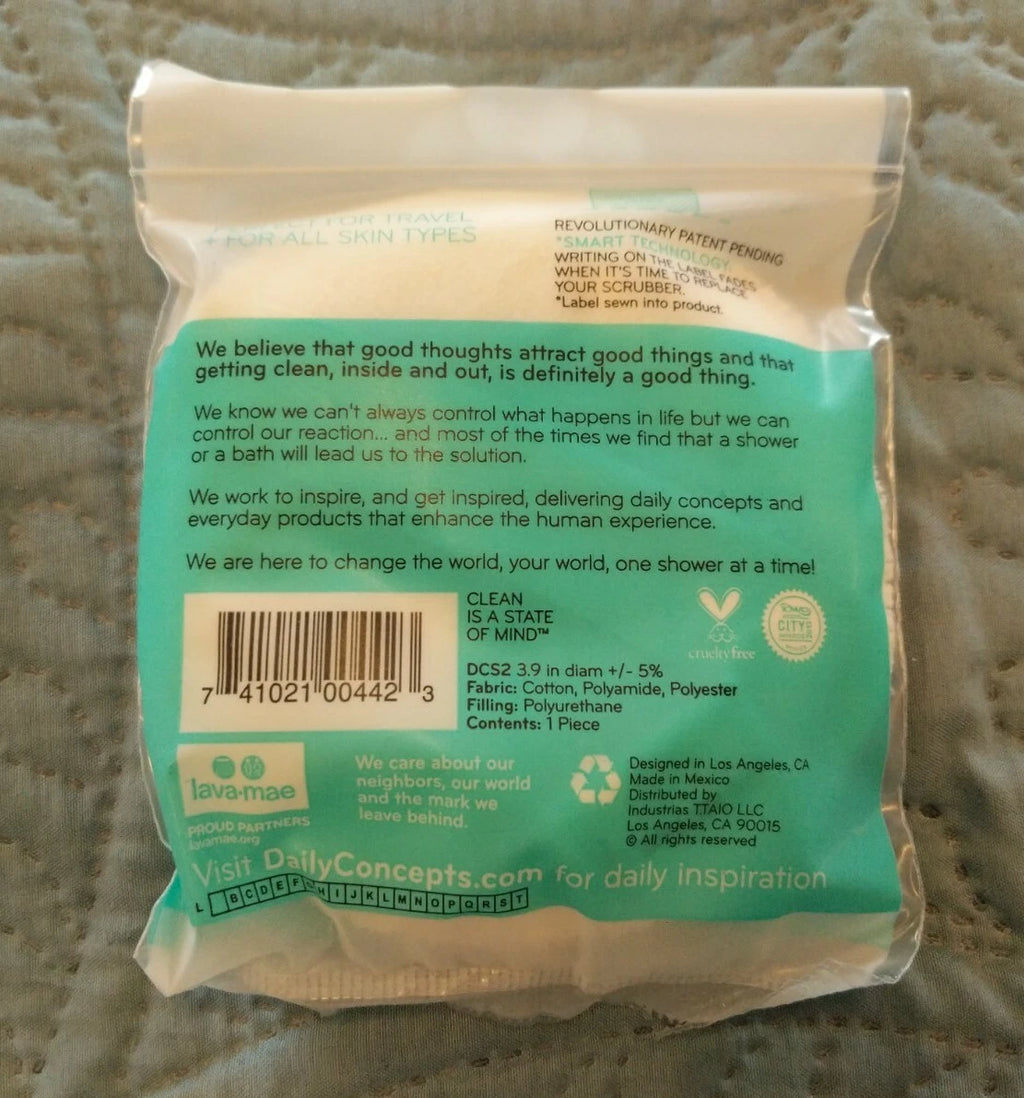 FOR TRAVEL
+ FOR ALL SKIN TYPES
REVOLUTIONARY PATENT PENDING
*SMART TECHNOLOGY
WRITING ON THE LABEL FADES
WHEN IT'S TIME TO REPLACE
YOUR SCRUBBER.
*Label sewn into product.
We believe that good thoughts attract good things and that
getting clean, inside and out, is definitely a good thing.
We know we can't always control what happens in life but we can
control our reaction... and most of the times we find that a shower
or a bath will lead us to the solution.
We work to inspire, and get inspired, delivering daily concepts and
everyday products that enhance the human experience.
We are here to change the world, your world, one shower at a time!
CLEAN
IS A STATE
OF MIND™
crueltyfree
CITY
DCS2 3.9 in diam +/- 5%
Fabric: Cotton, Polyamide, Polyester
Filling: Polyurethane
Contents: 1 Piece
7 41021 00442 3
lava-mae
PROUD PARTNERS
lavamae.org
We care about our
neighbors, our world
and the mark we
leave behind.
Designed in Los Angeles, CA
Made in Mexico
Distributed by
Industrias T.TAIO LLC
Los Angeles, CA 90015
© All rights reserved
Visit DailyConcepts.com for daily inspiration
L BCDEF HIJKLMNOPQRST